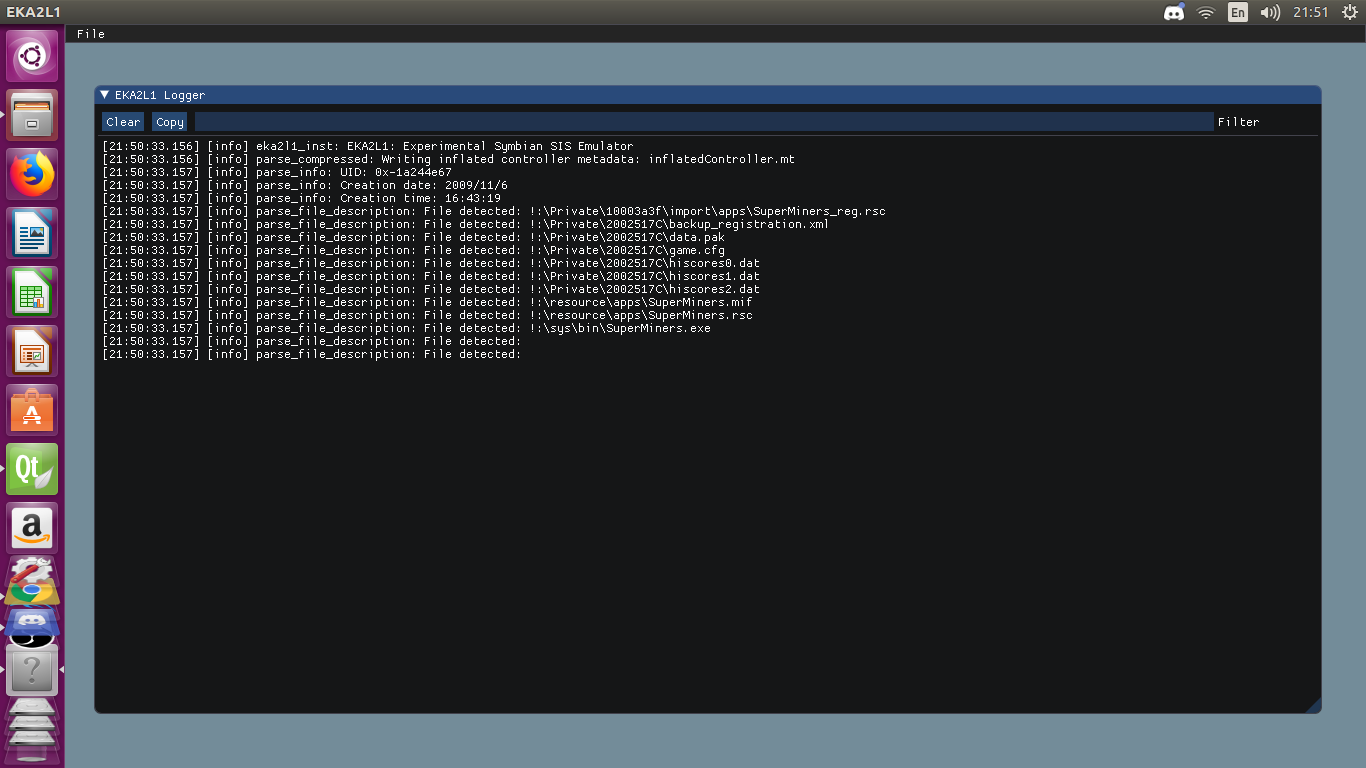 EKA2L1
En
21:51
File
EKA2L1 Logger
Clear Copy Filter
[21:50:33.156] [info] eka2l1_inst: EKA2L1: Experimental Symbian SIS Emulator
[21:50:33.156] [info] parse_compressed: Writing inflated controller metadata: inflatedController.mt
[21:50:33.157] [info] parse_info: UID: 0x-1a244e67
[21:50:33.157] [info] parse_info: Creation date: 2009/11/6
[21:50:33.157] [info] parse_info: Creation time: 16:43:19
[21:50:33.157] [info] parse_file_description: File detected: !:\Private\10003a3f\import\apps\SuperMiners_reg.rsc
[21:50:33.157] [info] parse_file_description: File detected: !:\Private\2002517C\backup_registration.xml
[21:50:33.157] [info] parse_file_description: File detected: !:\Private\2002517C\data.pak
[21:50:33.157] [info] parse_file_description: File detected: !:\Private\2002517C\game.cfg
[21:50:33.157] [info] parse_file_description: File detected: !:\Private\2002517C\hiscores0.dat
[21:50:33.157] [info] parse_file_description: File detected: !:\Private\2002517C\hiscores1.dat
[21:50:33.157] [info] parse_file_description: File detected: !:\Private\2002517C\hiscores2.dat
[21:50:33.157] [info] parse_file_description: File detected: !:\resource\apps\SuperMiners.mif
[21:50:33.157] [info] parse_file_description: File detected: !:\resource\apps\SuperMiners.rsc
[21:50:33.157] [info] parse_file_description: File detected: !:\sys\bin\SuperMiners.exe
[21:50:33.157] [info] parse_file_description: File detected:
[21:50:33.157] [info] parse_file_description: File detected:
Qt
a
?